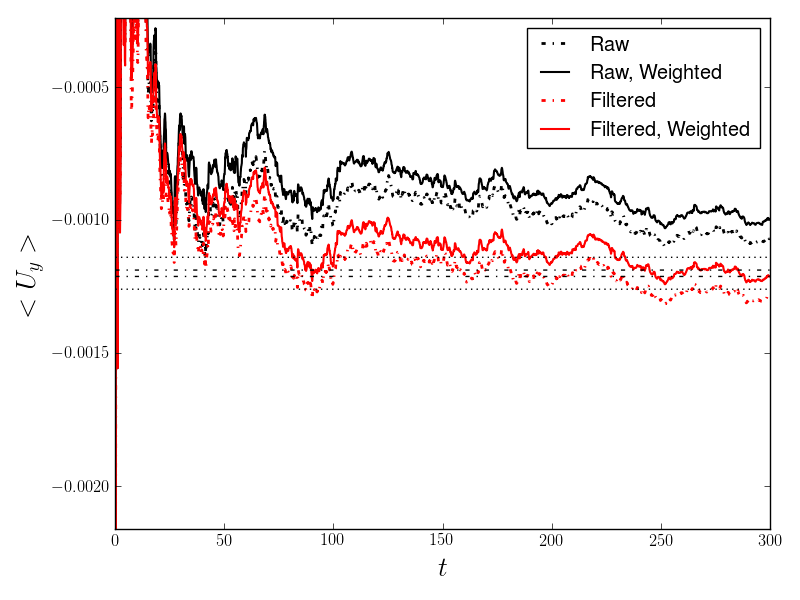 Raw
Raw, Weighted
Filtered
Filtered, Weighted
−0.0005
−0.0010
−0.0015
−0.0020
< U_y >
0 50 100 150 200 250 300
t